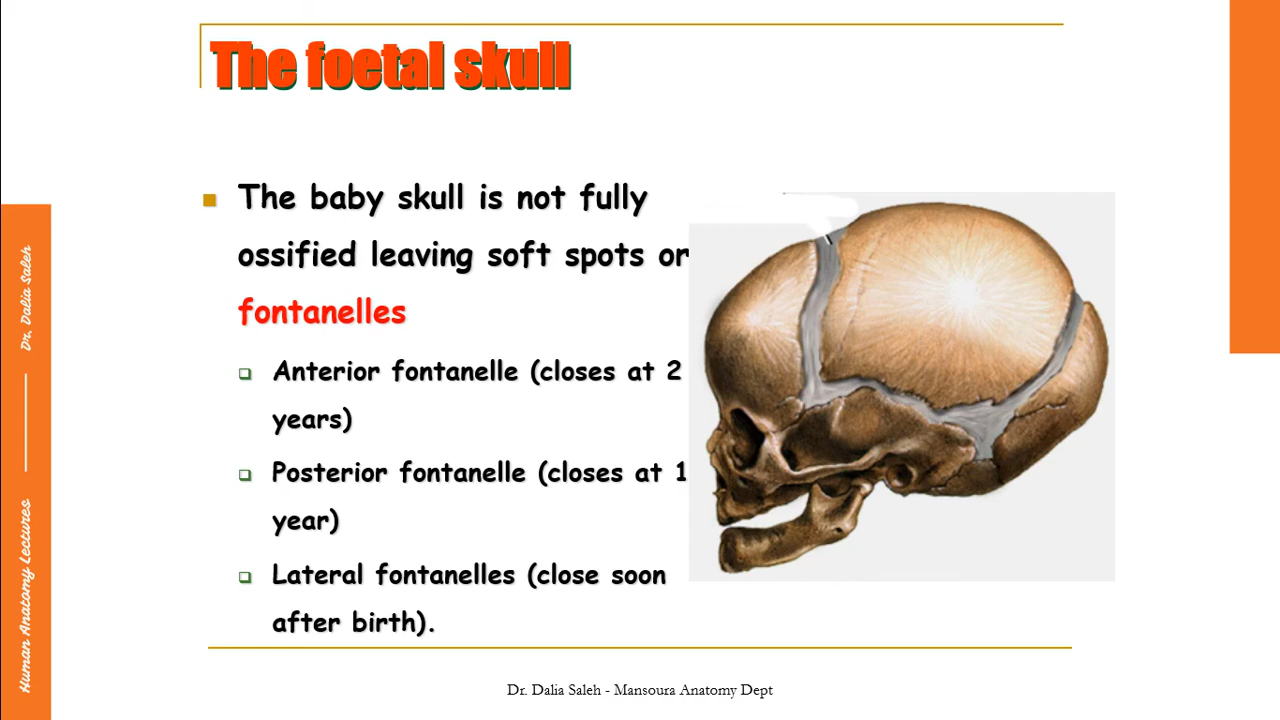 The foetal skull
The baby skull is not fully
ossified leaving soft spots or
fontanelles
Anterior fontanelle (closes at 2
years)
Posterior fontanelle (closes at 1
year)
Lateral fontanelles (close soon
after birth).
Dr. Dalia Saleh - Mansoura Anatomy Dept
Human Anatomy Lectures
Dr. Dalia Saleh